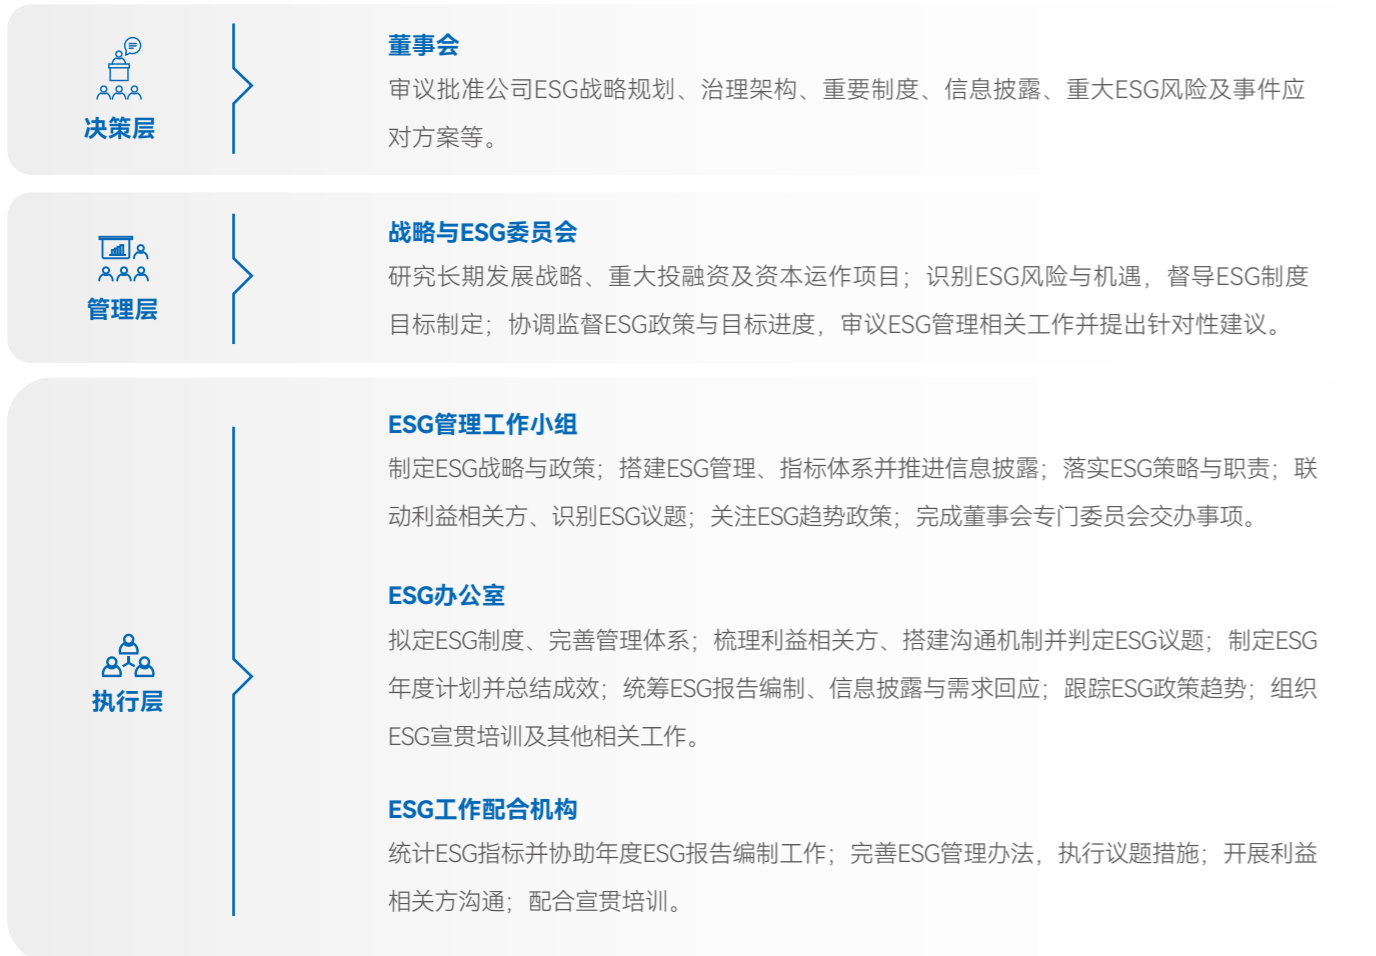 决策层
董事会
审议批准公司ESG战略规划、治理架构、重要制度、信息披露、重大ESG风险及事件应
对方案等。
管理层
战略与ESG委员会
研究长期发展战略、重大投融资及资本运作项目；识别ESG风险与机遇，督导ESG制度
目标制定；协调监督ESG政策与目标进度，审议ESG管理相关工作并提出针对性建议。
执行层
ESG管理工作小组
制定ESG战略与政策；搭建ESG管理、指标体系并推进信息披露；落实ESG策略与职责；联
动利益相关方、识别ESG议题；关注ESG趋势政策；完成董事会专门委员会交办事项。
ESG办公室
拟定ESG制度、完善管理体系；梳理利益相关方、搭建沟通机制并判定ESG议题；制定ESG
年度计划并总结成效；统筹ESG报告编制、信息披露与需求回应；跟踪ESG政策趋势；组织
ESG宣贯培训及其他相关工作。
ESG工作配合机构
统计ESG指标并协助年度ESG报告编制工作；完善ESG管理办法，执行议题措施；开展利益
相关方沟通；配合宣贯培训。